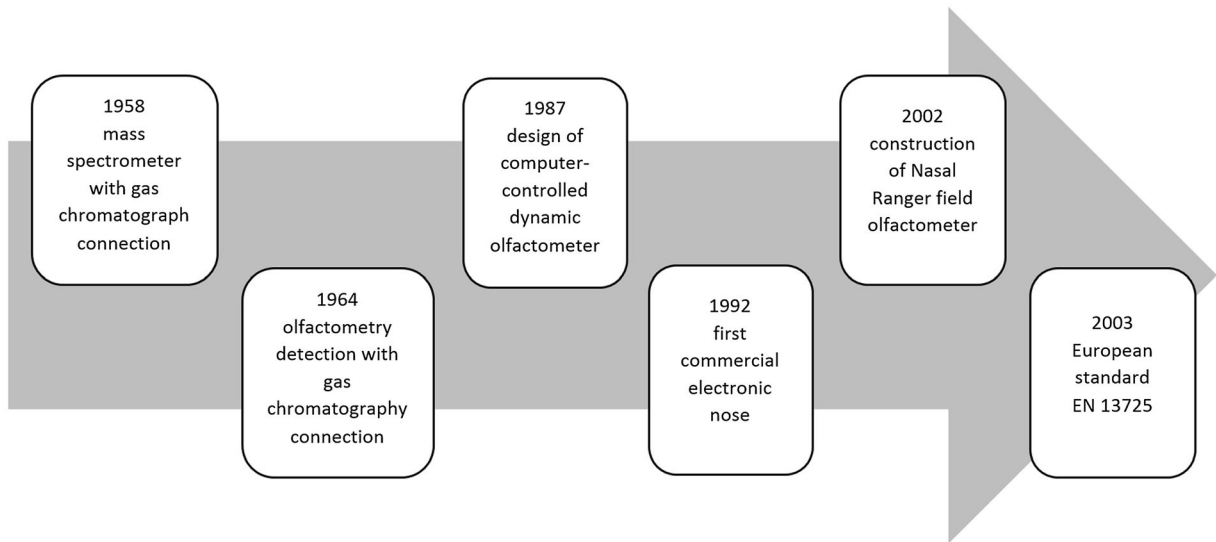 1958
mass
spectrometer
with gas
chromatograph
connection
1964
olfactometry
detection with
gas
chromatography
connection
1987
design of
computer-
controlled
dynamic
olfactometer
1992
first
commercial
electronic
nose
2002
construction
of Nasal
Ranger field
olfactometer
2003
European
standard
EN 13725